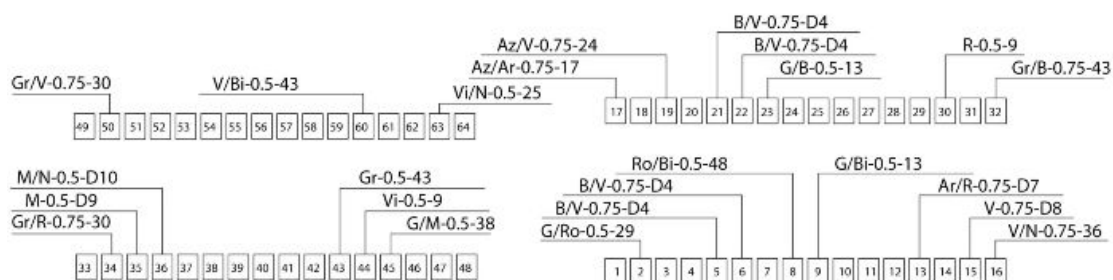 B/V-0.75-D4
Az/V-0.75-24 B/V-0.75-D4 R-0.5-9
Gr/V-0.75-30 V/Bi-0.5-43 Az/Ar-0.75-17 G/B-0.5-13 Gr/B-0.75-43
Vi/N-0.5-25
49 50 51 52 53 54 55 56 57 58 59 60 61 62 63 64 17 18 19 20 21 22 23 24 25 26 27 28 29 30 31 32
Ro/Bi-0.5-48 G/Bi-0.5-13
M/N-0.5-D10 Gr-0.5-43 B/V-0.75-D4 Ar/R-0.75-D7
M-0.5-D9 Vi-0.5-9 B/V-0.75-D4 V-0.75-D8
Gr/R-0.75-30 G/M-0.5-38 G/Ro-0.5-29 V/N-0.75-36
33 34 35 36 37 38 39 40 41 42 43 44 45 46 47 48 1 2 3 4 5 6 7 8 9 10 11 12 13 14 15 16